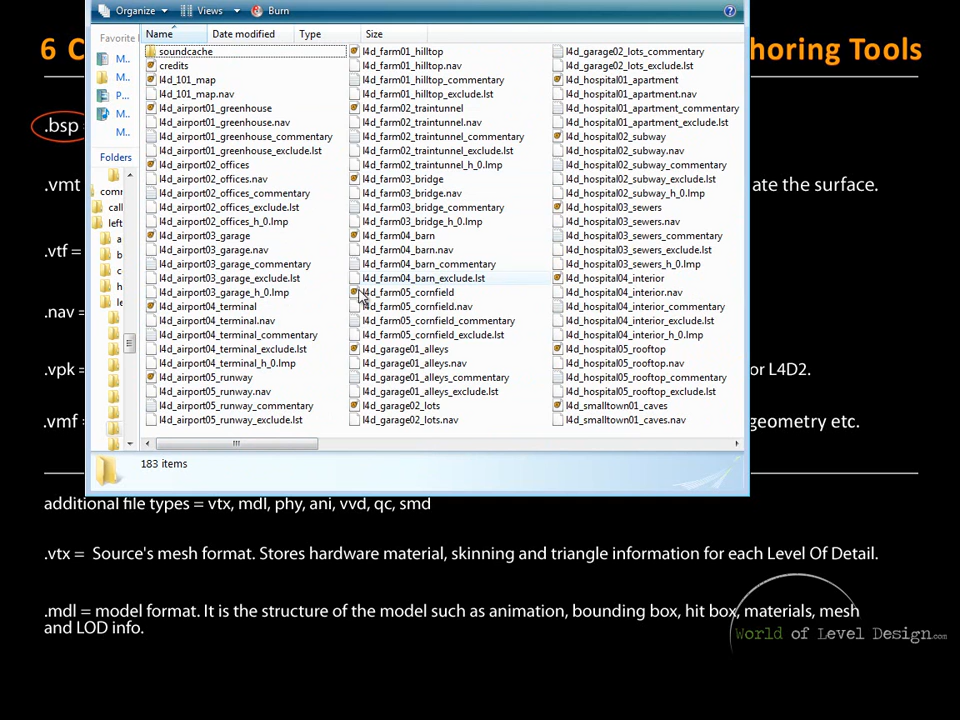 Organize Views Burn
6 C horing Tools
Favorite
M..
M..
P...
M..
M..
Folders
comr
call
left
a
b
c
h
le
Name Date modified Type Size
soundcache
credits
l4d_101_map
l4d_101_map.nav
l4d_airport01_greenhouse
l4d_airport01_greenhouse.nav
l4d_airport01_greenhouse_commentary
l4d_airport01_greenhouse_exclude.lst
l4d_airport02_offices
l4d_airport02_offices.nav
l4d_airport02_offices_commentary
l4d_airport02_offices_exclude.lst
l4d_airport02_offices_h_0.lmp
l4d_airport03_garage
l4d_airport03_garage.nav
l4d_airport03_garage_commentary
l4d_airport03_garage_exclude.lst
l4d_airport03_garage_h_0.lmp
l4d_airport04_terminal
l4d_airport04_terminal.nav
l4d_airport04_terminal_commentary
l4d_airport04_terminal_exclude.lst
l4d_airport04_terminal_h_0.lmp
l4d_airport05_runway
l4d_airport05_runway.nav
l4d_airport05_runway_commentary
l4d_airport05_runway_exclude.lst
l4d_farm01_hilltop
l4d_farm01_hilltop.nav
l4d_farm01_hilltop_commentary
l4d_farm01_hilltop_exclude.lst
l4d_farm02_traintunnel
l4d_farm02_traintunnel.nav
l4d_farm02_traintunnel_commentary
l4d_farm02_traintunnel_exclude.lst
l4d_farm02_traintunnel_h_0.lmp
l4d_farm03_bridge
l4d_farm03_bridge.nav
l4d_farm03_bridge_commentary
l4d_farm03_bridge_h_0.lmp
l4d_farm04_barn
l4d_farm04_barn.nav
l4d_farm04_barn_commentary
l4d_farm04_barn_exclude.lst
l4d_farm05_cornfield
l4d_farm05_cornfield.nav
l4d_farm05_cornfield_commentary
l4d_farm05_cornfield_exclude.lst
l4d_garage01_alleys
l4d_garage01_alleys.nav
l4d_garage01_alleys_commentary
l4d_garage01_alleys_exclude.lst
l4d_garage02_lots
l4d_garage02_lots.nav
l4d_garage02_lots_commentary
l4d_garage02_lots_exclude.lst
l4d_hospital01_apartment
l4d_hospital01_apartment.nav
l4d_hospital01_apartment_commentary
l4d_hospital01_apartment_exclude.lst
l4d_hospital02_subway
l4d_hospital02_subway.nav
l4d_hospital02_subway_commentary
l4d_hospital02_subway_exclude.lst
l4d_hospital02_subway_h_0.lmp
l4d_hospital03_sewers
l4d_hospital03_sewers.nav
l4d_hospital03_sewers_commentary
l4d_hospital03_sewers_exclude.lst
l4d_hospital03_sewers_h_0.lmp
l4d_hospital04_interior
l4d_hospital04_interior.nav
l4d_hospital04_interior_commentary
l4d_hospital04_interior_exclude.lst
l4d_hospital04_interior_h_0.lmp
l4d_hospital05_rooftop
l4d_hospital05_rooftop.nav
l4d_hospital05_rooftop_commentary
l4d_hospital05_rooftop_exclude.lst
l4d_smalltown01_caves
l4d_smalltown01_caves.nav
183 items
.bsp =
.vmt ate the surface.
.vtf =
.nav =
.vpk = or L4D2.
.vmf = geometry etc.
additional file types = vtx, mdl, phy, ani, vvd, qc, smd
.vtx = Source's mesh format. Stores hardware material, skinning and triangle information for each Level Of Detail.
.mdl = model format. It is the structure of the model such as animation, bounding box, hit box, materials, mesh
and LOD info.
World of Level Design.com